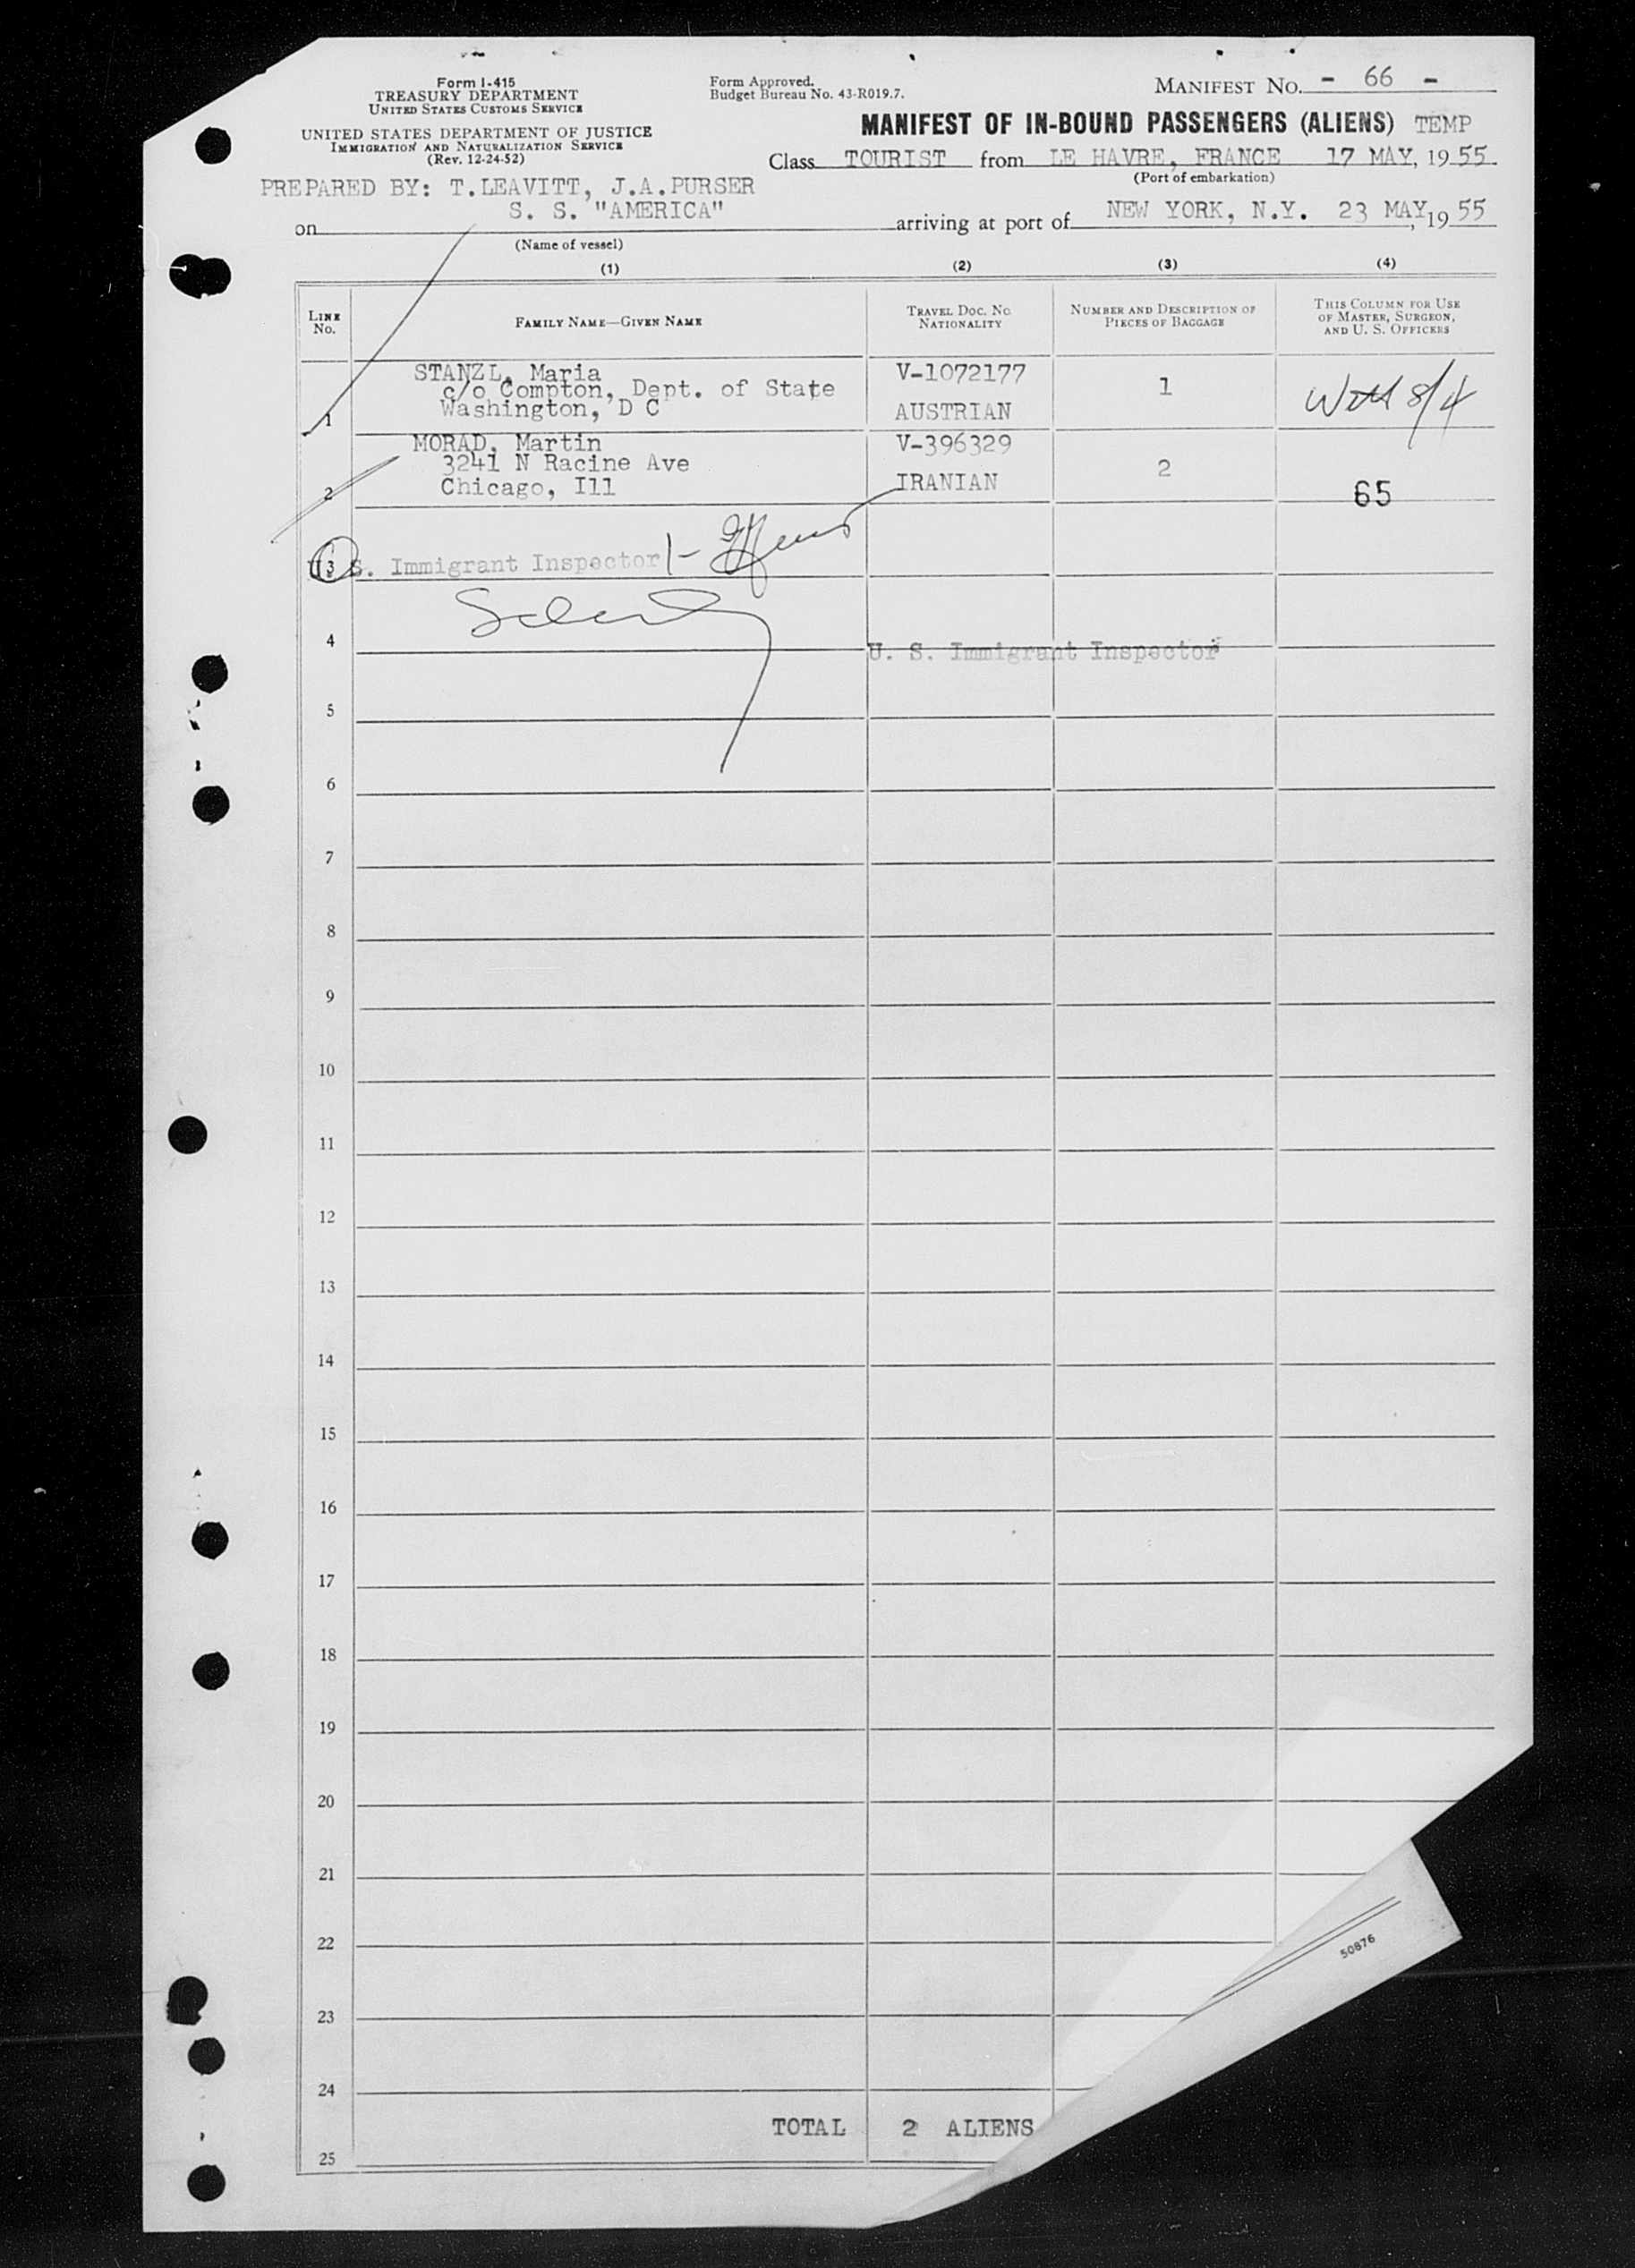 Form I-415
TREASURY DEPARTMENT
UNITED STATES CUSTOMS SERVICE
UNITED STATES DEPARTMENT OF JUSTICE
IMMIGRATION AND NATURALIZATION SERVICE
(Rev. 12-24-52)
Form Approved.
Budget Bureau No. 43-R019.7.
MANIFEST NO. - 66 -
MANIFEST OF IN-BOUND PASSENGERS (ALIENS) TEMP
Class TOURIST from LE HAVRE, FRANCE 17 MAY, 19 55
(Port of embarkation)
PREPARED BY: T.LEAVITT, J.A.PURSER
on S. S. "AMERICA" arriving at port of NEW YORK, N.Y. 23 MAY, 19 55
(Name of vessel)
(1) (2) (3) (4)
LINE No. FAMILY NAME—GIVEN NAME TRAVEL DOC. NO. NATIONALITY NUMBER AND DESCRIPTION OF PIECES OF BAGGAGE THIS COLUMN FOR USE OF MASTER, SURGEON, AND U. S. OFFICERS
STANZL, Maria V-1072177
c/o Compton, Dept. of State 1
1 Washington, D C AUSTRIAN
MORAD, Martin V-396329
3241 N Racine Ave 2
2 Chicago, Ill IRANIAN 65
3 U. S. Immigrant Inspector
4 U. S. Immigrant Inspector
5
6
7
8
9
10
11
12
13
14
15
16
17
18
19
20
21
22
50876
23
24
TOTAL 2 ALIENS
25